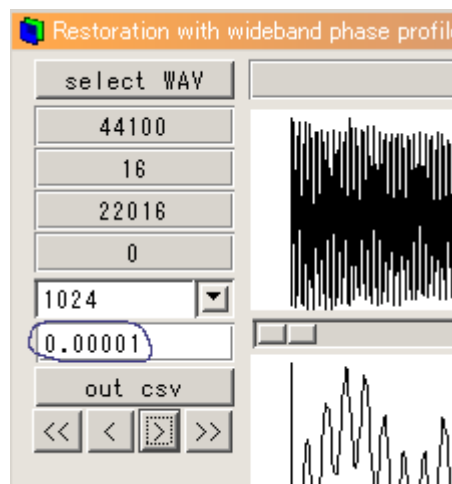 Restoration with wideband phase profil
select WAV
44100
16
22016
0
1024
0.00001
out csv
<< < > >>